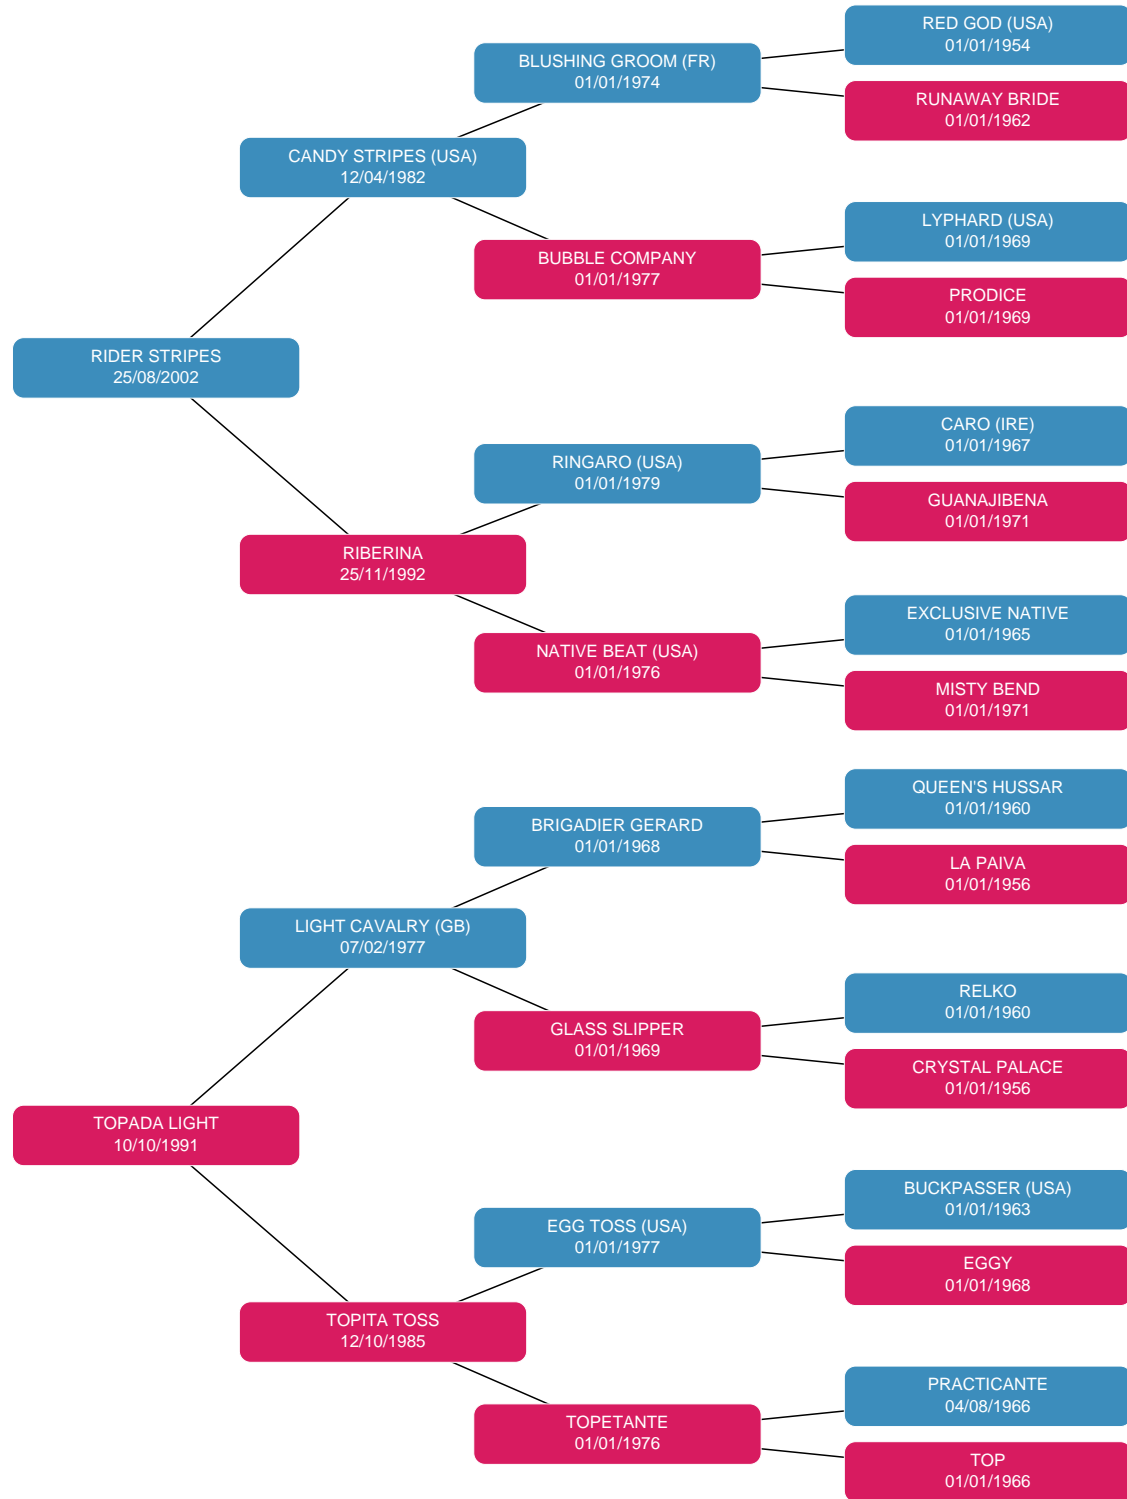 RED GOD (USA)
01/01/1954
BLUSHING GROOM (FR)
01/01/1974
RUNAWAY BRIDE
01/01/1962
CANDY STRIPES (USA)
12/04/1982
LYPHARD (USA)
01/01/1969
BUBBLE COMPANY
01/01/1977
PRODICE
01/01/1969
RIDER STRIPES
25/08/2002
CARO (IRE)
01/01/1967
RINGARO (USA)
01/01/1979
GUANAJIBENA
01/01/1971
RIBERINA
25/11/1992
EXCLUSIVE NATIVE
01/01/1965
NATIVE BEAT (USA)
01/01/1976
MISTY BEND
01/01/1971
QUEEN'S HUSSAR
01/01/1960
BRIGADIER GERARD
01/01/1968
LA PAIVA
01/01/1956
LIGHT CAVALRY (GB)
07/02/1977
RELKO
01/01/1960
GLASS SLIPPER
01/01/1969
CRYSTAL PALACE
01/01/1956
TOPADA LIGHT
10/10/1991
BUCKPASSER (USA)
01/01/1963
EGG TOSS (USA)
01/01/1977
EGGY
01/01/1968
TOPITA TOSS
12/10/1985
PRACTICANTE
04/08/1966
TOPETANTE
01/01/1976
TOP
01/01/1966